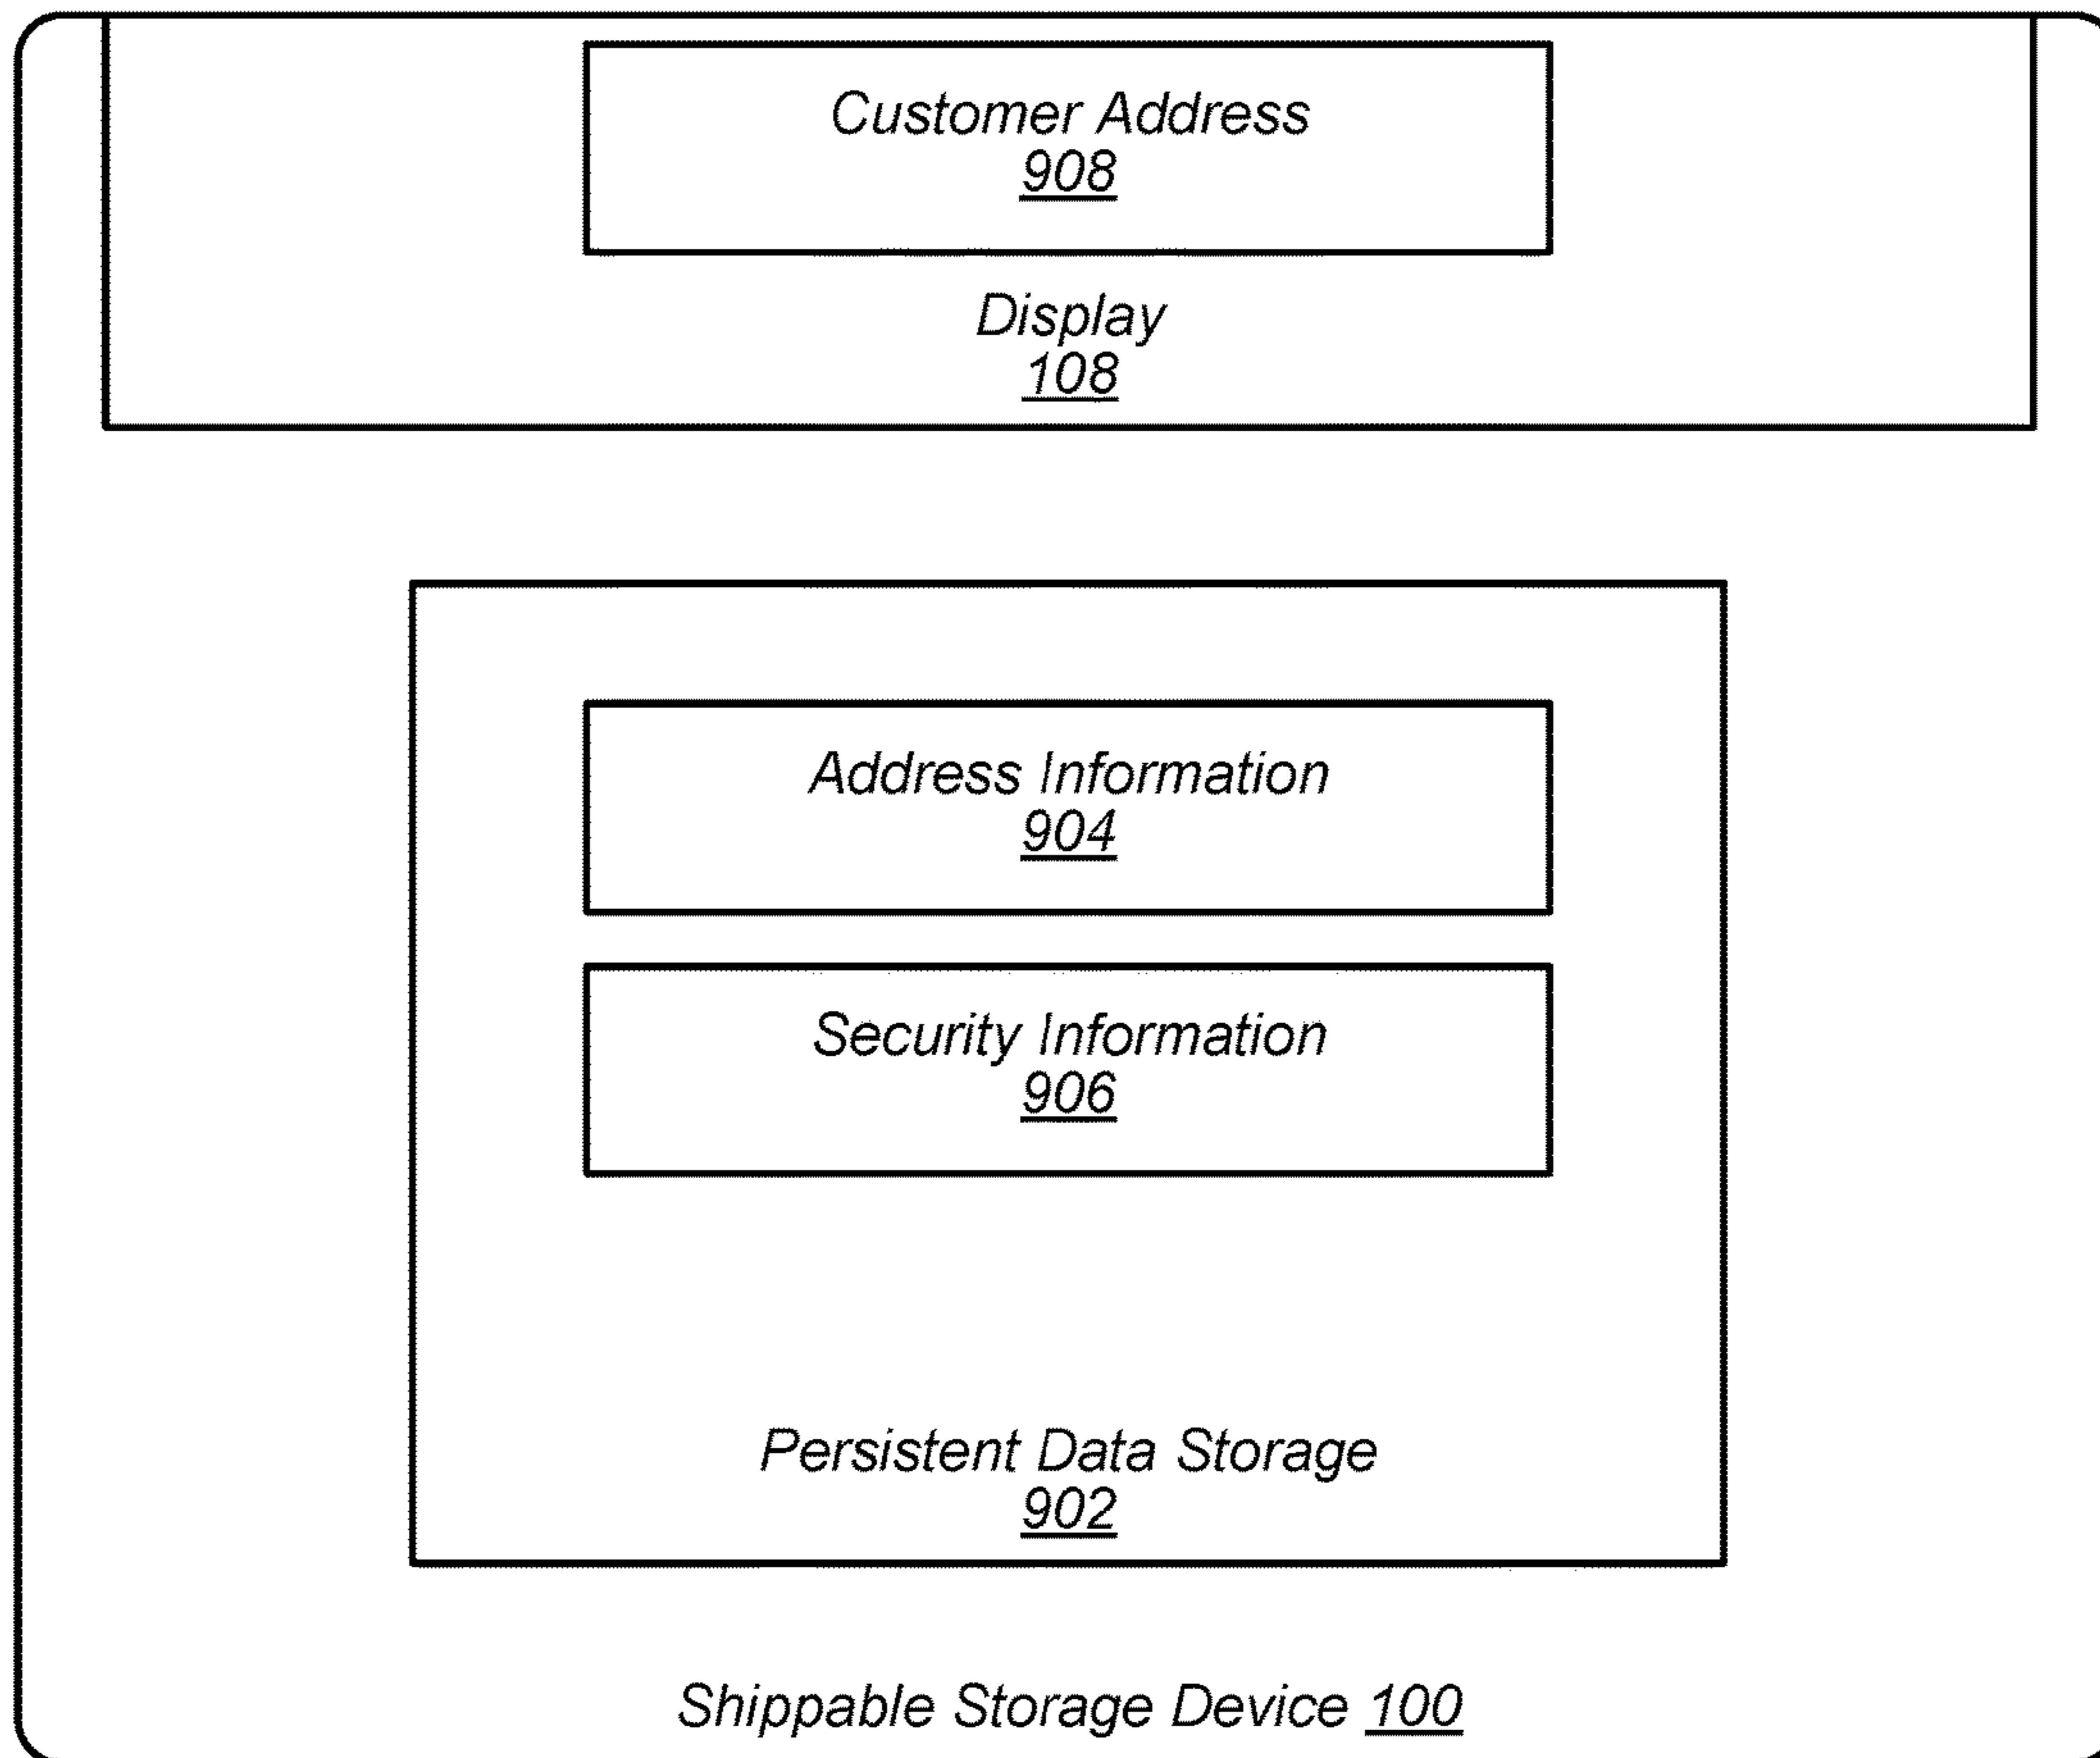 Customer Address
908
Display
108
Address Information
904
Security Information
906
Persistent Data Storage
902
Shippable Storage Device 100